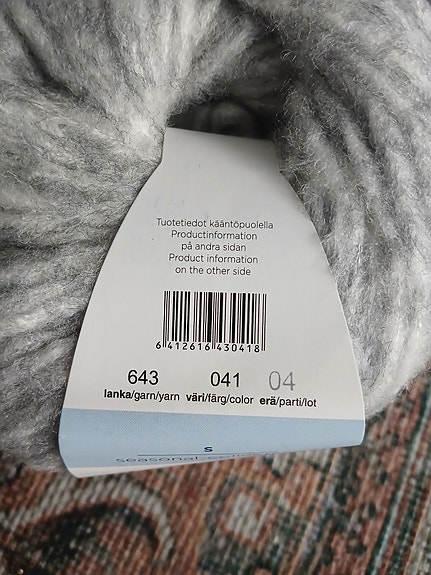 Tuotetiedot kääntöpuolella
Productinformation
på andra sidan
Product information
on the other side
6 412616 430418
643 041 04
lanka/garn/yarn väri/färg/color erä/parti/lot
s
seasonal